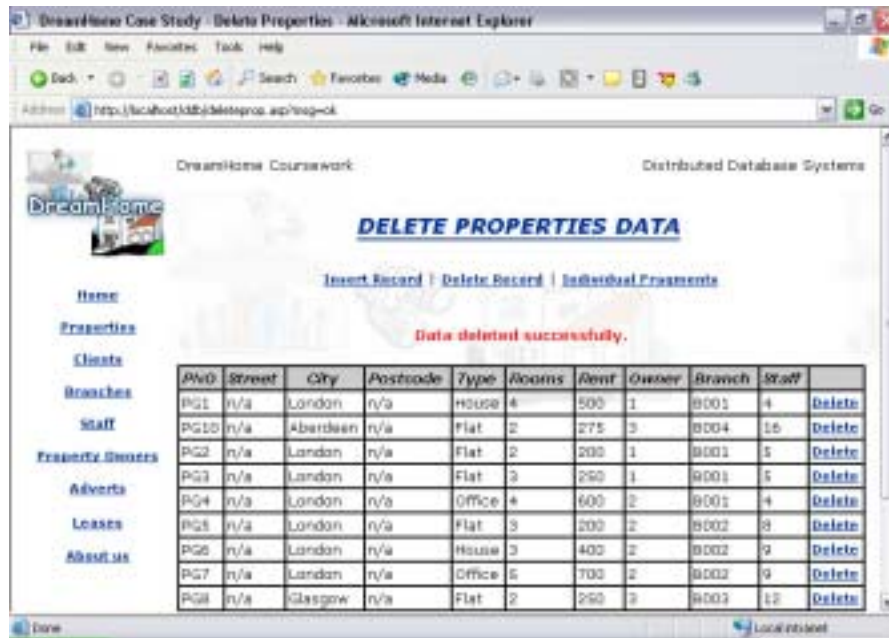 DreamHome Case Study - Delete Properties - Microsoft Internet Explorer
File Edit View Favorites Tools Help
Back Search Favorites Media
Address http://localhost/ddb/deleteprop.asp?msg=ok Go
DreamHome
DreamHome Coursework
Distributed Database Systems
DELETE PROPERTIES DATA
Insert Record | Delete Record | Individual Fragments
Data deleted successfully.
Home
Properties
Clients
Branches
Staff
Property Owners
Adverts
Leases
About us
PNO Street City Postcode Type Rooms Rent Owner Branch Staff
PG1 n/a London n/a House 4 500 1 B001 4 Delete
PG10 n/a Aberdeen n/a Flat 2 275 3 B004 16 Delete
PG2 n/a London n/a Flat 2 200 1 B001 5 Delete
PG3 n/a London n/a Flat 3 250 1 B001 5 Delete
PG4 n/a London n/a Office 4 600 2 B001 4 Delete
PG5 n/a London n/a Flat 3 200 2 B002 8 Delete
PG6 n/a London n/a House 3 400 2 B002 9 Delete
PG7 n/a London n/a Office 5 700 2 B002 9 Delete
PG8 n/a Glasgow n/a Flat 2 250 3 B003 12 Delete
Done
Local intranet